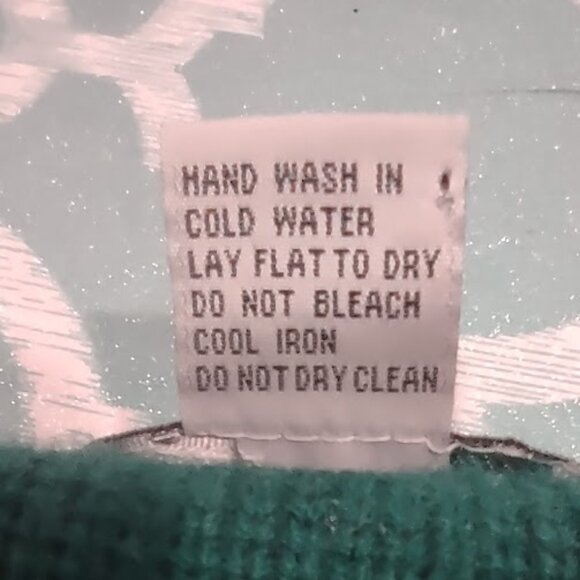 HAND WASH IN
COLD WATER
LAY FLAT TO DRY
DO NOT BLEACH
COOL IRON
DO NOT DRY CLEAN